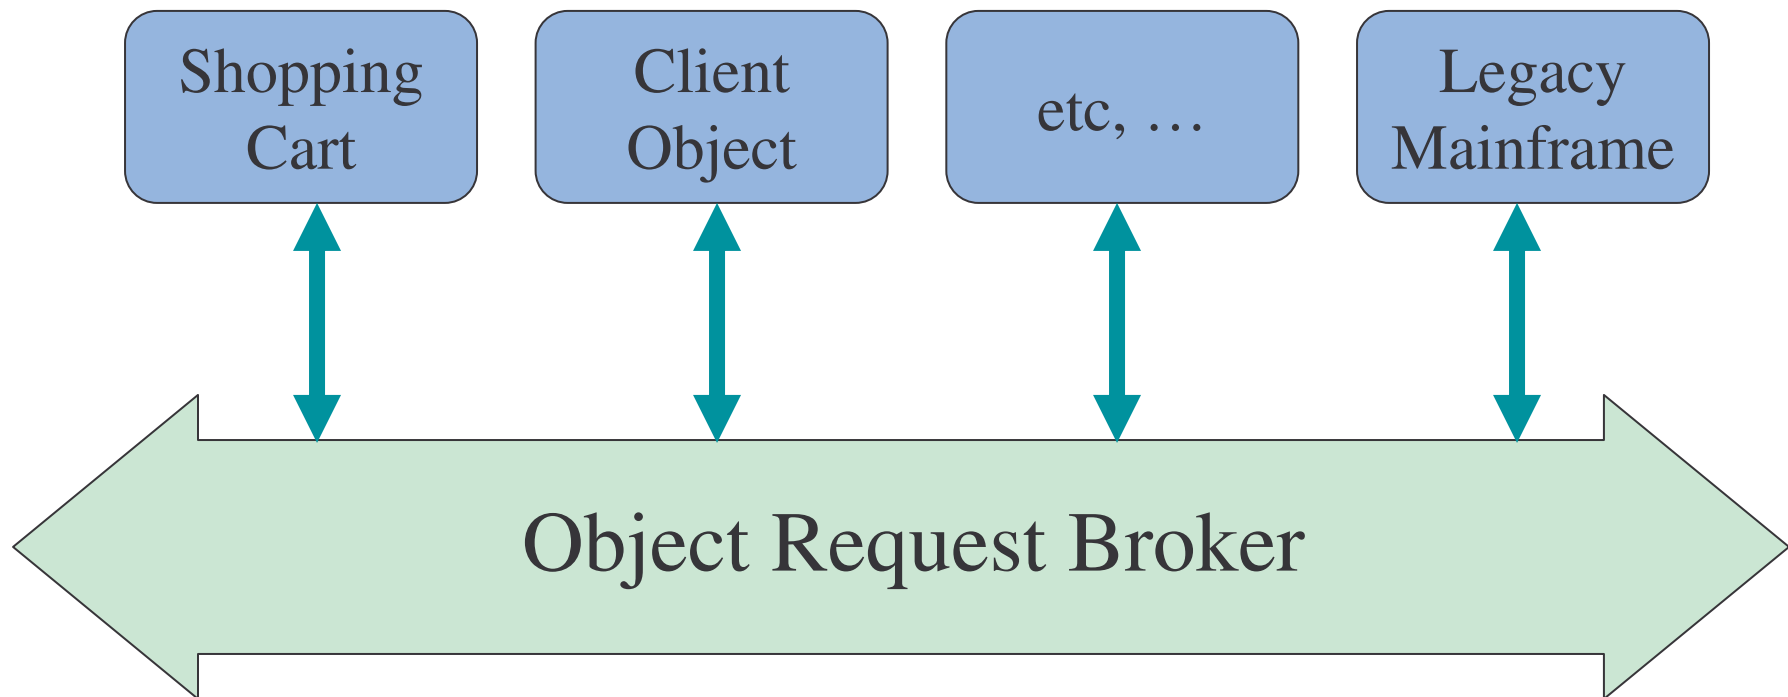 Shopping
Cart
Client
Object
etc, …
Legacy
Mainframe
Object Request Broker